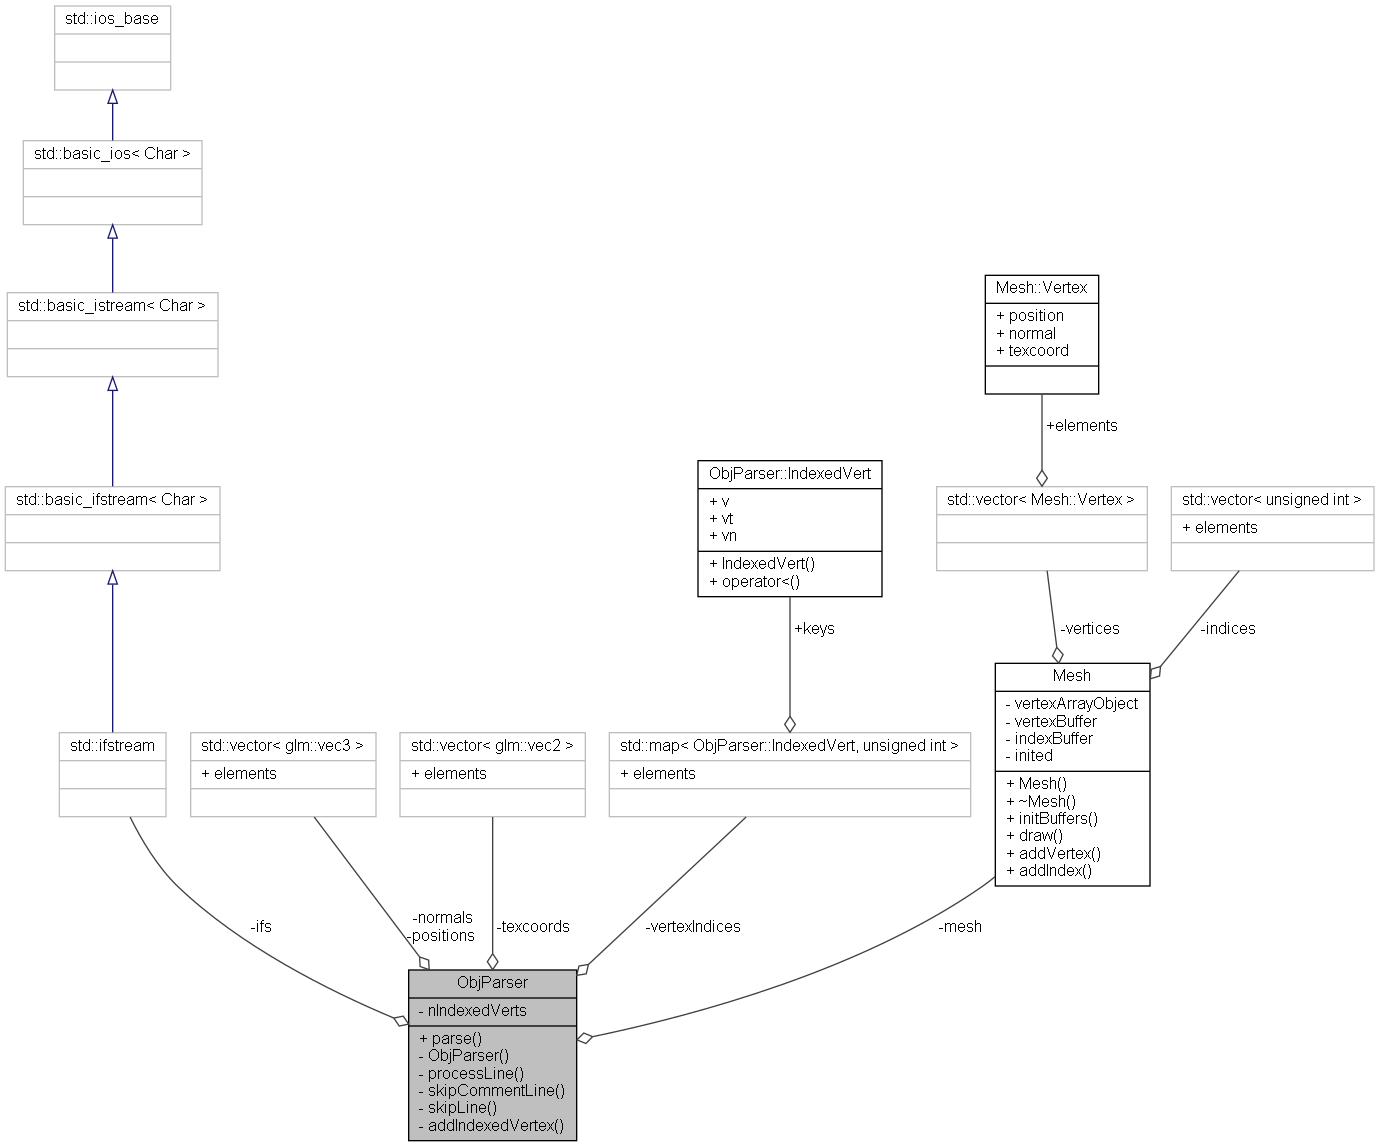 std::ios_base
std::basic_ios< Char >
std::basic_istream< Char >
Mesh::Vertex
+ position
+ normal
+ texcoord
+elements
ObjParser::IndexedVert
+ v
+ vt
+ vn
+ IndexedVert()
+ operator<()
+keys
std::basic_ifstream< Char >
std::vector< Mesh::Vertex >
std::vector< unsigned int >
+ elements
-vertices
-indices
Mesh
- vertexArrayObject
- vertexBuffer
- indexBuffer
- inited
+ Mesh()
+ ~Mesh()
+ initBuffers()
+ draw()
+ addVertex()
+ addIndex()
std::ifstream
std::vector< glm::vec3 >
+ elements
std::vector< glm::vec2 >
+ elements
std::map< ObjParser::IndexedVert, unsigned int >
+ elements
-ifs
-normals
-positions
-texcoords
-vertexIndices
-mesh
ObjParser
- nIndexedVerts
+ parse()
- ObjParser()
- processLine()
- skipCommentLine()
- skipLine()
- addIndexedVertex()